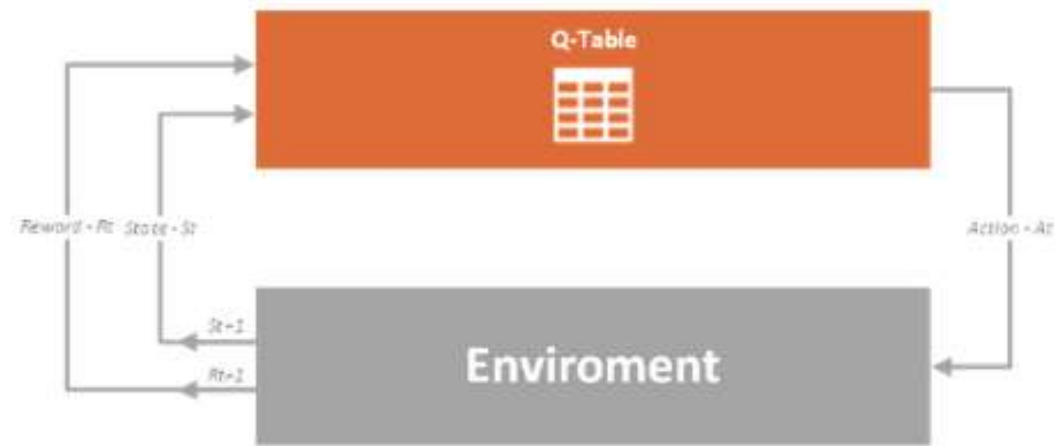 Q-Table
Reward - Rt State - St
Action - At
St+1
Rt+1
Enviroment